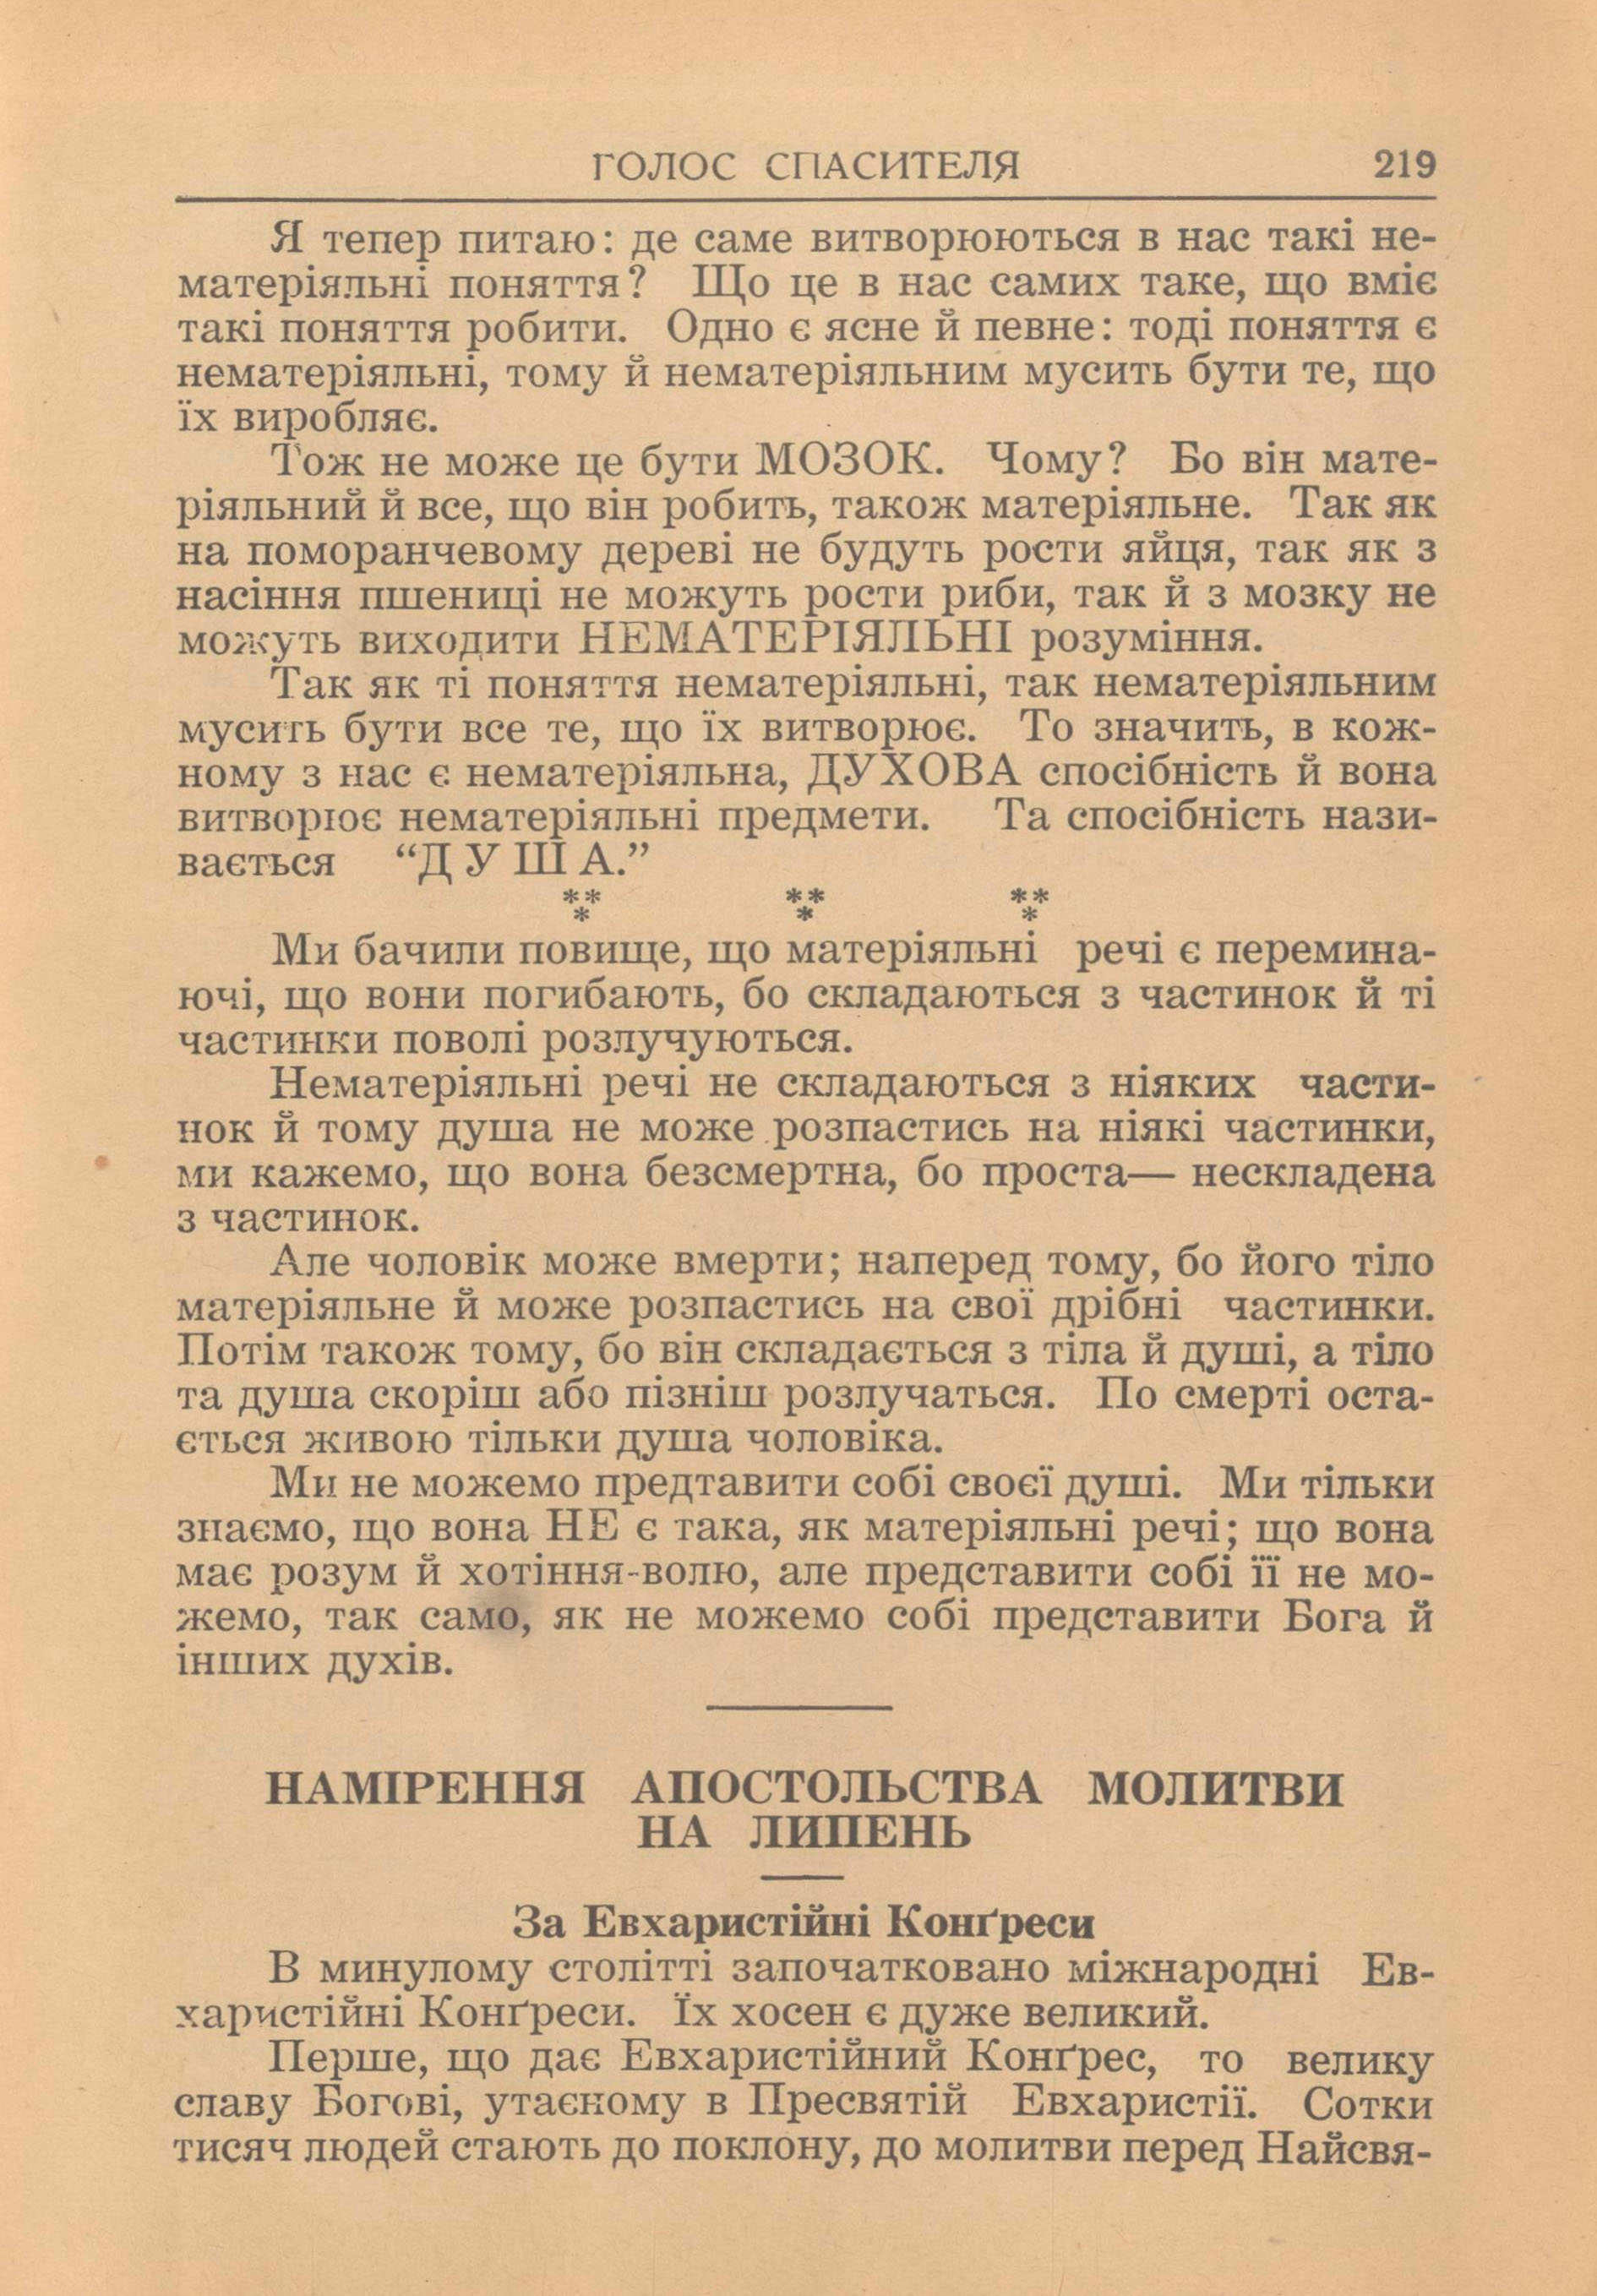 ГОЛОС СПАСИТЕЛЯ 219
Я тепер питаю: де саме витворюються в нас такі не-
матеріяльні поняття? Що це в нас самих таке, що вміє
такі поняття робити. Одно є ясне й певне: тоді поняття є
нематеріяльні, тому й нематеріяльним мусить бути те, що
їх виробляє.
Тож не може це бути МОЗОК. Чому? Бо він мате-
ріяльний й все, що він робить, також матеріяльне. Так як
на поморанчевому дереві не будуть рости яйця, так як з
насіння пшениці не можуть рости риби, так й з мозку не
можуть виходити НЕМАТЕРІЯЛЬНІ розуміння.
Так як ті поняття нематеріяльні, так нематеріяльним
мусить бути все те, що їх витворює. То значить, в кож-
ному з нас є нематеріяльна, ДУХОВА спосібність й вона
витворює нематеріяльні предмети. Та спосібність нази-
вається “Д У Ш А.”
** ** **
* * *
Ми бачили повище, що матеріяльні речі є перемина-
ючі, що вони погибають, бо складаються з частинок й ті
частинки поволі розлучуються.
Нематеріяльні речі не складаються з ніяких части-
нок й тому душа не може розпастись на ніякі частинки,
ми кажемо, що вона безсмертна, бо проста— нескладена
з частинок.
Але чоловік може вмерти; наперед тому, бо його тіло
матеріяльне й може розпастись на свої дрібні частинки.
Потім також тому, бо він складається з тіла й душі, а тіло
та душа скоріш або пізніш розлучаться. По смерті оста-
ється живою тільки душа чоловіка.
Ми не можемо предтавити собі своєї душі. Ми тільки
знаємо, що вона НЕ є така, як матеріяльні речі; що вона
має розум й хотіння-волю, але представити собі її не мо-
жемо, так само, як не можемо собі представити Бога й
інших духів.
НАМІРЕННЯ АПОСТОЛЬСТВА МОЛИТВИ
НА ЛИПЕНЬ
За Евхаристійні Конґреси
В минулому столітті започатковано міжнародні Ев-
харистійні Конґреси. Їх хосен є дуже великий.
Перше, що дає Евхаристійний Конґрес, то велику
славу Богові, утаєному в Пресвятій Евхаристії. Сотки
тисяч людей стають до поклону, до молитви перед Найсвя-